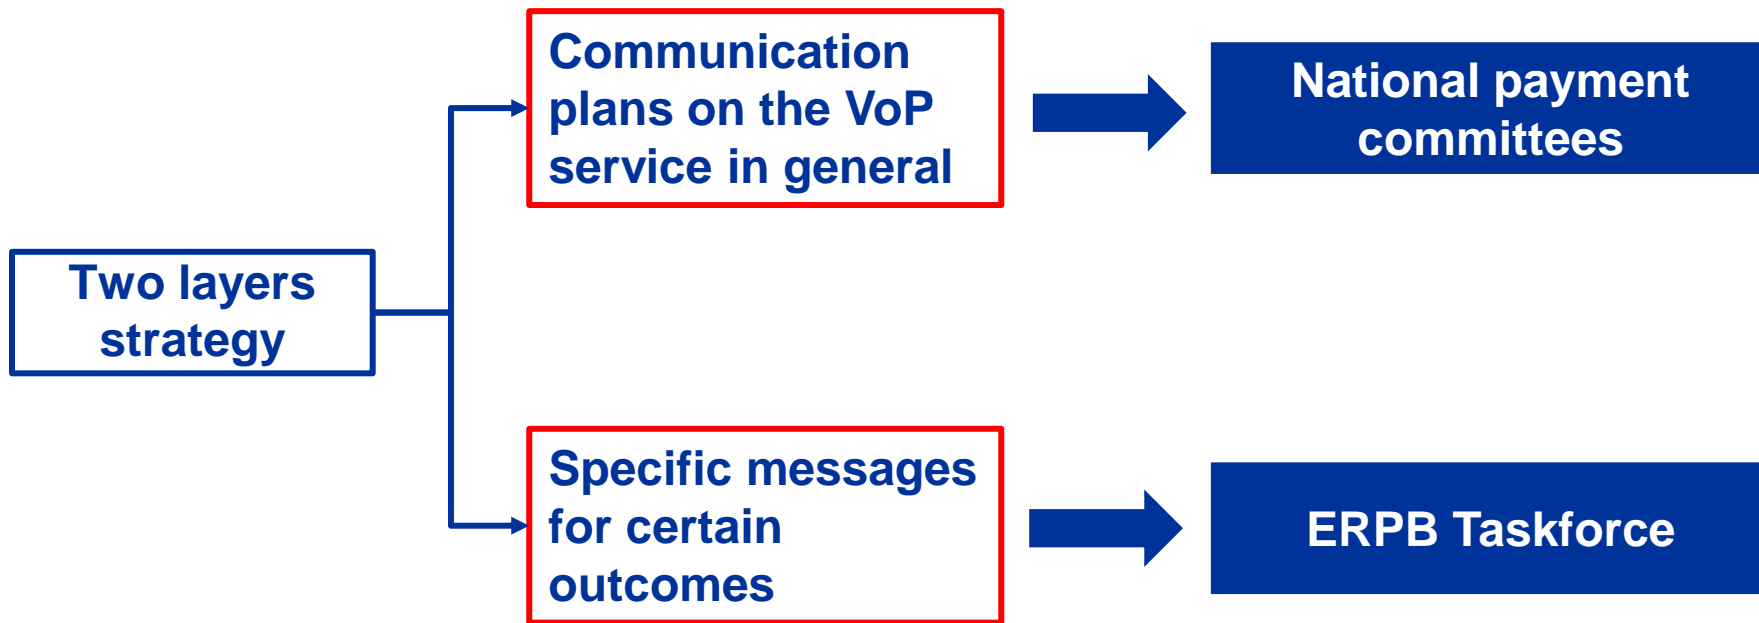 Communication
plans on the VoP
service in general
National payment
committees
Two layers
strategy
Specific messages
for certain
outcomes
ERPB Taskforce